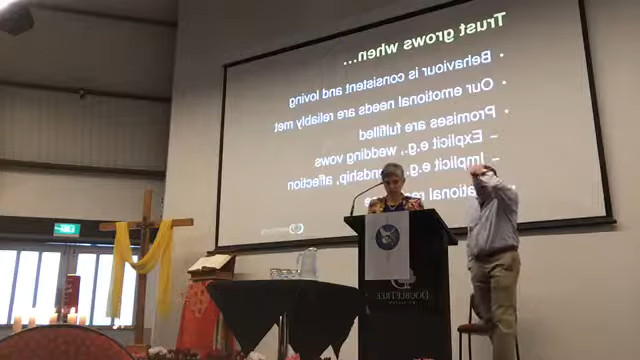 Trust grows when...
• Behaviour is consistent and loving
• Our emotional needs are reliably met
• Promises are fulfilled
– Explicit e.g., wedding vows
– Implicit e.g., friendship, affection
DOUBLETREE